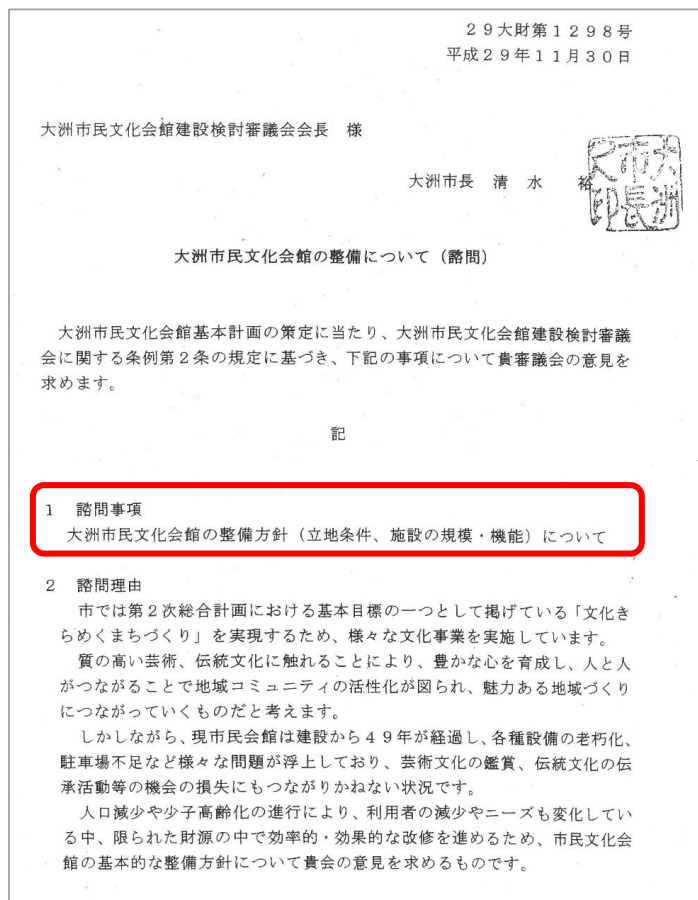 29大財第1298号
平成29年11月30日
大洲市民文化会館建設検討審議会会長 様
大洲市長 清 水 裕
大洲市長之印
大洲市民文化会館の整備について（諮問）
大洲市民文化会館基本計画の策定に当たり、大洲市民文化会館建設検討審議
会に関する条例第２条の規定に基づき、下記の事項について貴審議会の意見を
求めます。
記
１ 諮問事項
大洲市民文化会館の整備方針（立地条件、施設の規模・機能）について
２ 諮問理由
市では第２次総合計画における基本目標の一つとして掲げている「文化き
らめくまちづくり」を実現するため、様々な文化事業を実施しています。
質の高い芸術、伝統文化に触れることにより、豊かな心を育成し、人と人
がつながることで地域コミュニティの活性化が図られ、魅力ある地域づくり
につながっていくものだと考えます。
しかしながら、現市民会館は建設から４９年が経過し、各種設備の老朽化、
駐車場不足など様々な問題が浮上しており、芸術文化の鑑賞、伝統文化の伝
承活動等の機会の損失にもつながりかねない状況です。
人口減少や少子高齢化の進行により、利用者の減少やニーズも変化してい
る中、限られた財源の中で効率的・効果的な改修を進めるため、市民文化会
館の基本的な整備方針について貴会の意見を求めるものです。